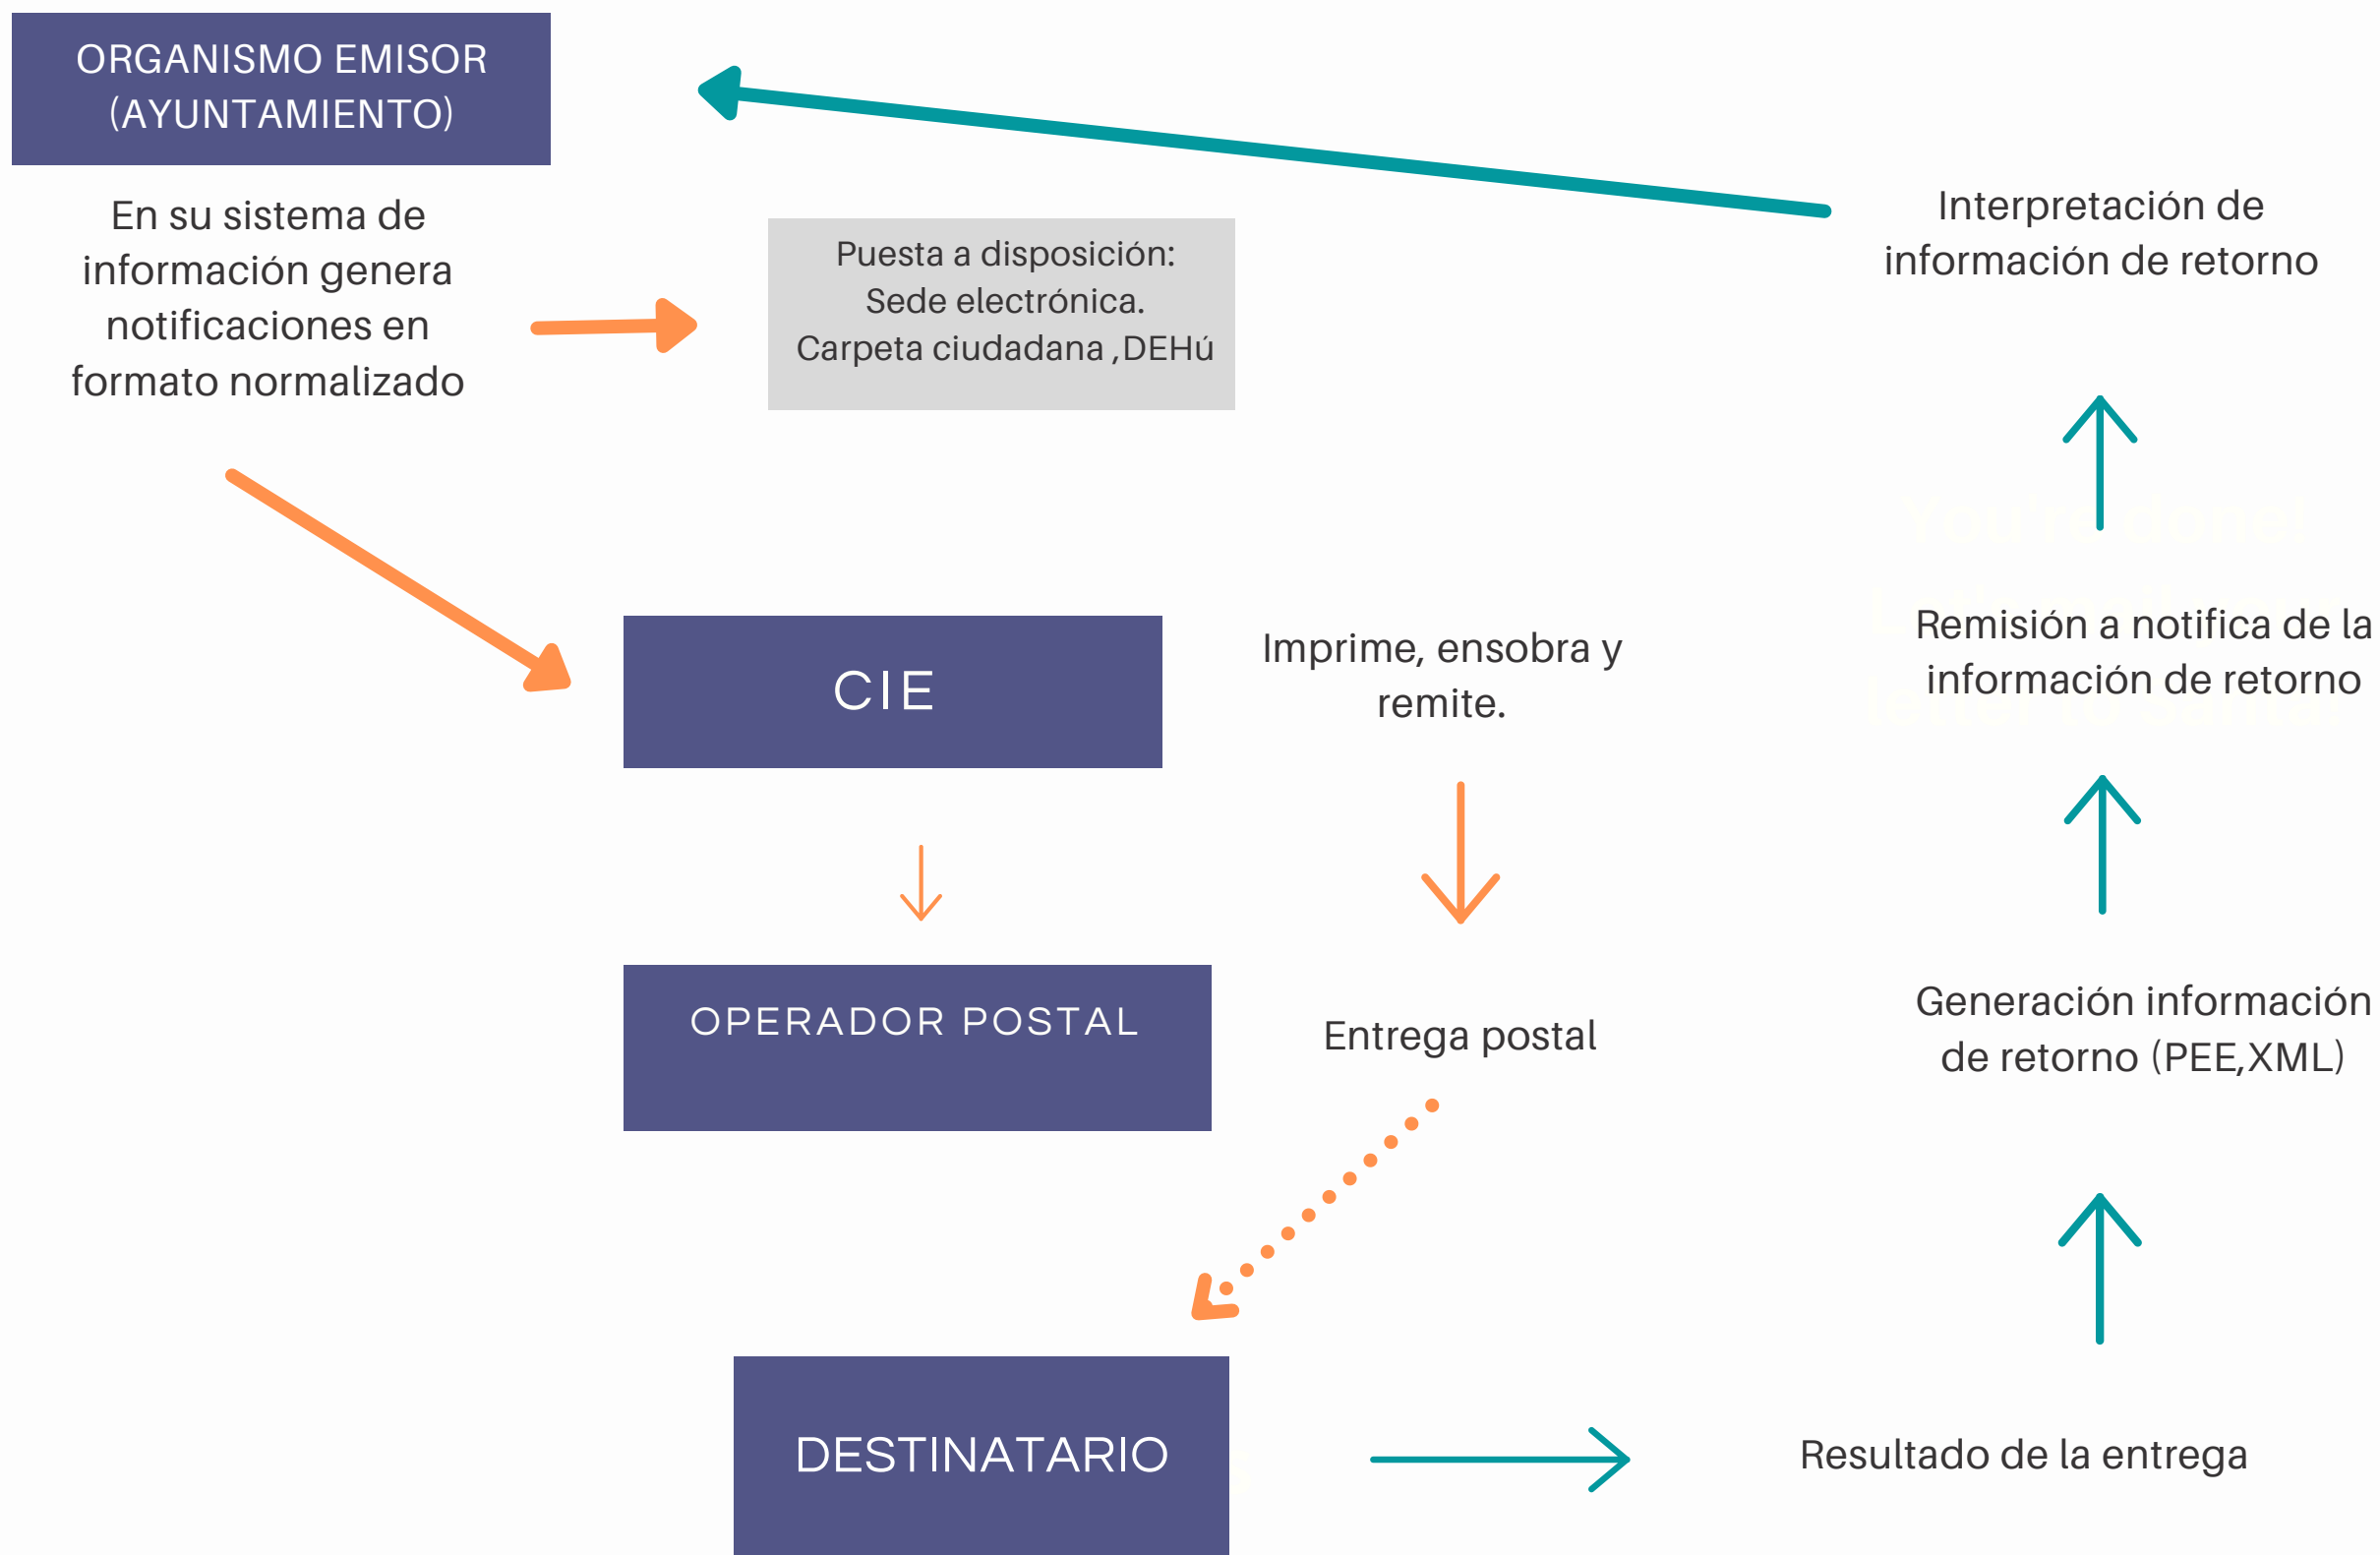 ORGANISMO EMISOR
(AYUNTAMIENTO)
En su sistema de
información genera
notificaciones en
formato normalizado
Puesta a disposición:
Sede electrónica.
Carpeta ciudadana ,DEHú
Interpretación de
información de retorno
CIE
Imprime, ensobra y
remite.
Remisión a notifica de la
información de retorno
OPERADOR POSTAL
Entrega postal
Generación información
de retorno (PEE,XML)
DESTINATARIO
Resultado de la entrega